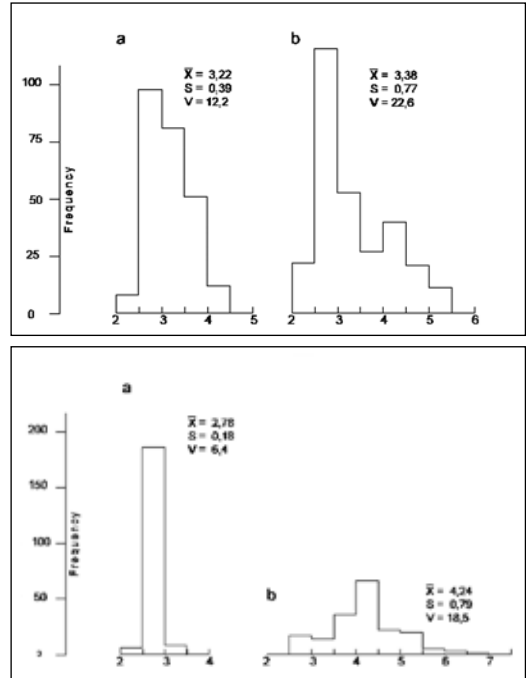 a
b
X̄ = 3,22
S = 0,39
V = 12,2
X̄ = 3,38
S = 0,77
V = 22,6
100
75
50
25
0
Frequency
2 3 4 5
2 3 4 5 6
a
X̄ = 2,78
S = 0,18
V = 6,4
200
150
100
50
Frequency
b
X̄ = 4,24
S = 0,79
V = 18,5
2 3 4
2 3 4 5 6 7